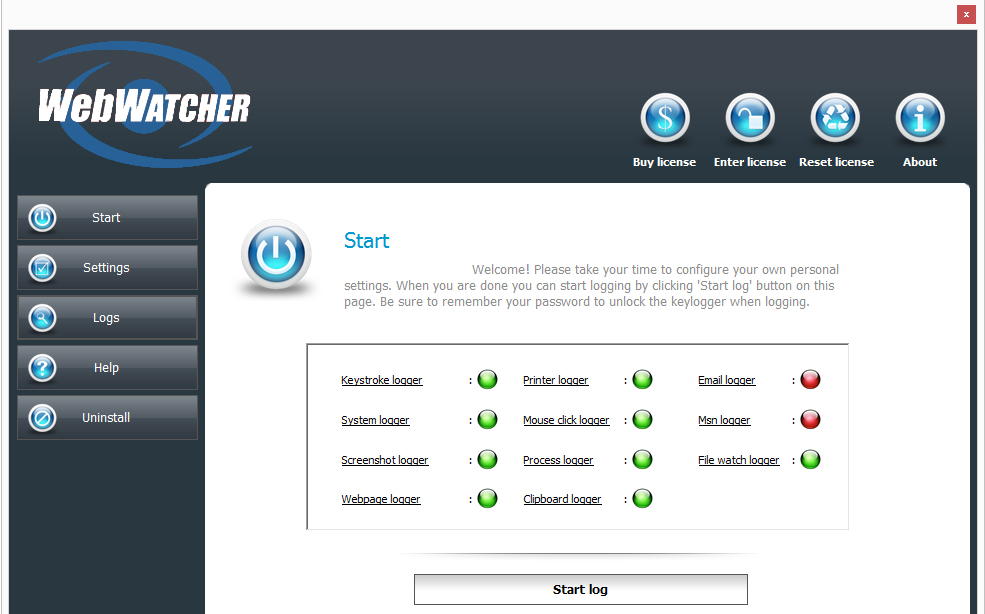 x
WebWatcher
$
Buy license
Enter license
Reset license
i
About
Start
Settings
Logs
?
Help
Uninstall
Start
Welcome! Please take your time to configure your own personal
settings. When you are done you can start logging by clicking 'Start log' button on this
page. Be sure to remember your password to unlock the keylogger when logging.
Keystroke logger : Printer logger : Email logger :
System logger : Mouse click logger : Msn logger :
Screenshot logger : Process logger : File watch logger :
Webpage logger : Clipboard logger :
Start log